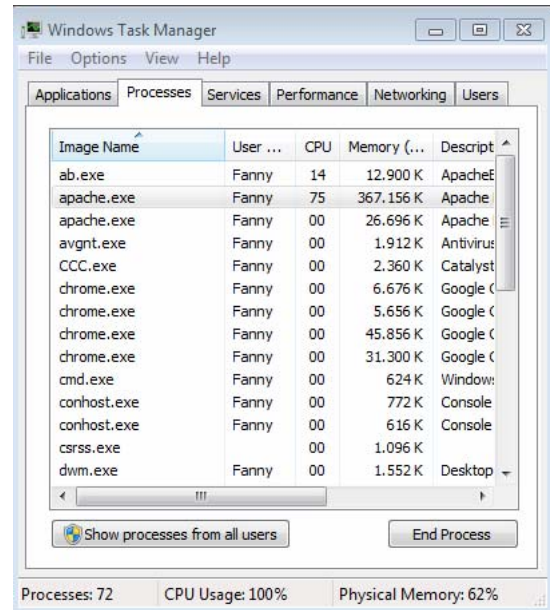 Windows Task Manager
File Options View Help
Applications Processes Services Performance Networking Users
Image Name User ... CPU Memory (... Descript
ab.exe Fanny 14 12.900 K ApacheB
apache.exe Fanny 75 367.156 K Apache
apache.exe Fanny 00 26.696 K Apache
avgnt.exe Fanny 00 1.912 K Antivirus
CCC.exe Fanny 00 2.360 K Catalyst
chrome.exe Fanny 00 6.676 K Google C
chrome.exe Fanny 00 5.656 K Google C
chrome.exe Fanny 00 45.856 K Google C
chrome.exe Fanny 00 31.300 K Google C
cmd.exe Fanny 00 624 K Windows
conhost.exe Fanny 00 772 K Console
conhost.exe Fanny 00 616 K Console
csrss.exe 00 1.096 K
dwm.exe Fanny 00 1.552 K Desktop
Show processes from all users End Process
Processes: 72 CPU Usage: 100% Physical Memory: 62%